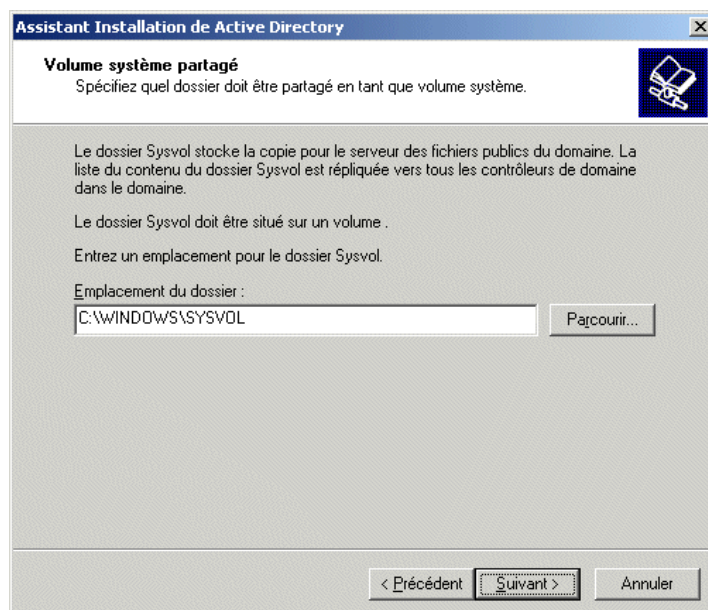 Assistant Installation de Active Directory
Volume système partagé
Spécifiez quel dossier doit être partagé en tant que volume système.
Le dossier Sysvol stocke la copie pour le serveur des fichiers publics du domaine. La
liste du contenu du dossier Sysvol est répliquée vers tous les contrôleurs de domaine
dans le domaine.
Le dossier Sysvol doit être situé sur un volume .
Entrez un emplacement pour le dossier Sysvol.
Emplacement du dossier :
C:\WINDOWS\SYSVOL
Parcourir...
< Précédent
Suivant >
Annuler